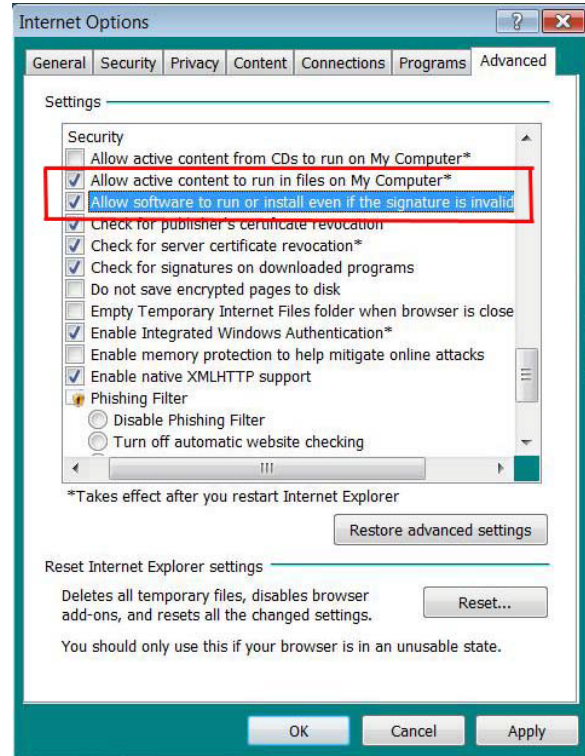 Internet Options
General Security Privacy Content Connections Programs Advanced
Settings
Security
Allow active content from CDs to run on My Computer*
Allow active content to run in files on My Computer*
Allow software to run or install even if the signature is invalid
Check for publisher's certificate revocation
Check for server certificate revocation*
Check for signatures on downloaded programs
Do not save encrypted pages to disk
Empty Temporary Internet Files folder when browser is close
Enable Integrated Windows Authentication*
Enable memory protection to help mitigate online attacks
Enable native XMLHTTP support
Phishing Filter
Disable Phishing Filter
Turn off automatic website checking
*Takes effect after you restart Internet Explorer
Restore advanced settings
Reset Internet Explorer settings
Deletes all temporary files, disables browser
add-ons, and resets all the changed settings.
Reset...
You should only use this if your browser is in an unusable state.
OK Cancel Apply